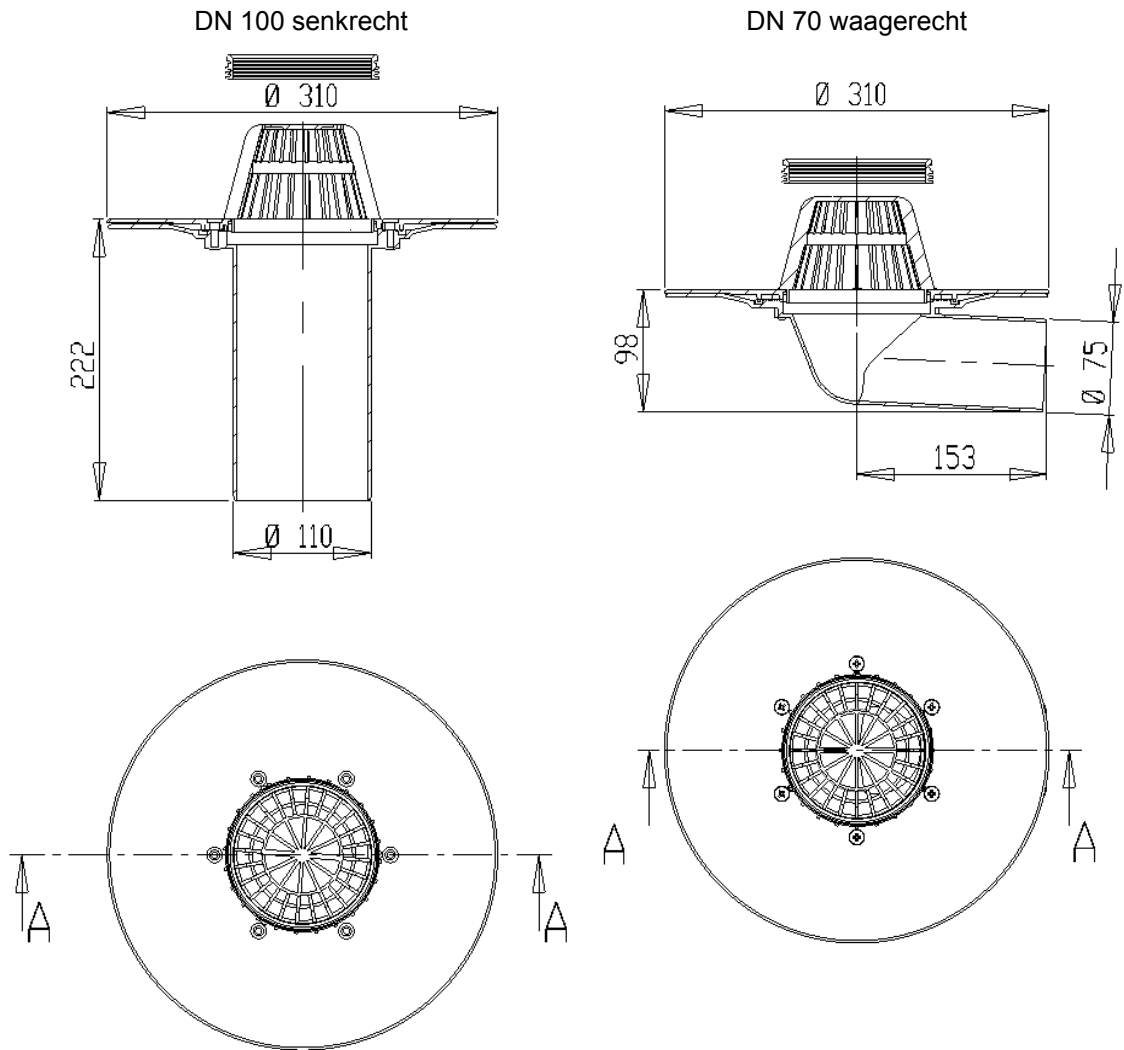 DN 100 senkrecht
Ø 310
222
Ø 110
A A
DN 70 waagerecht
Ø 310
98
Ø 75
153
A A